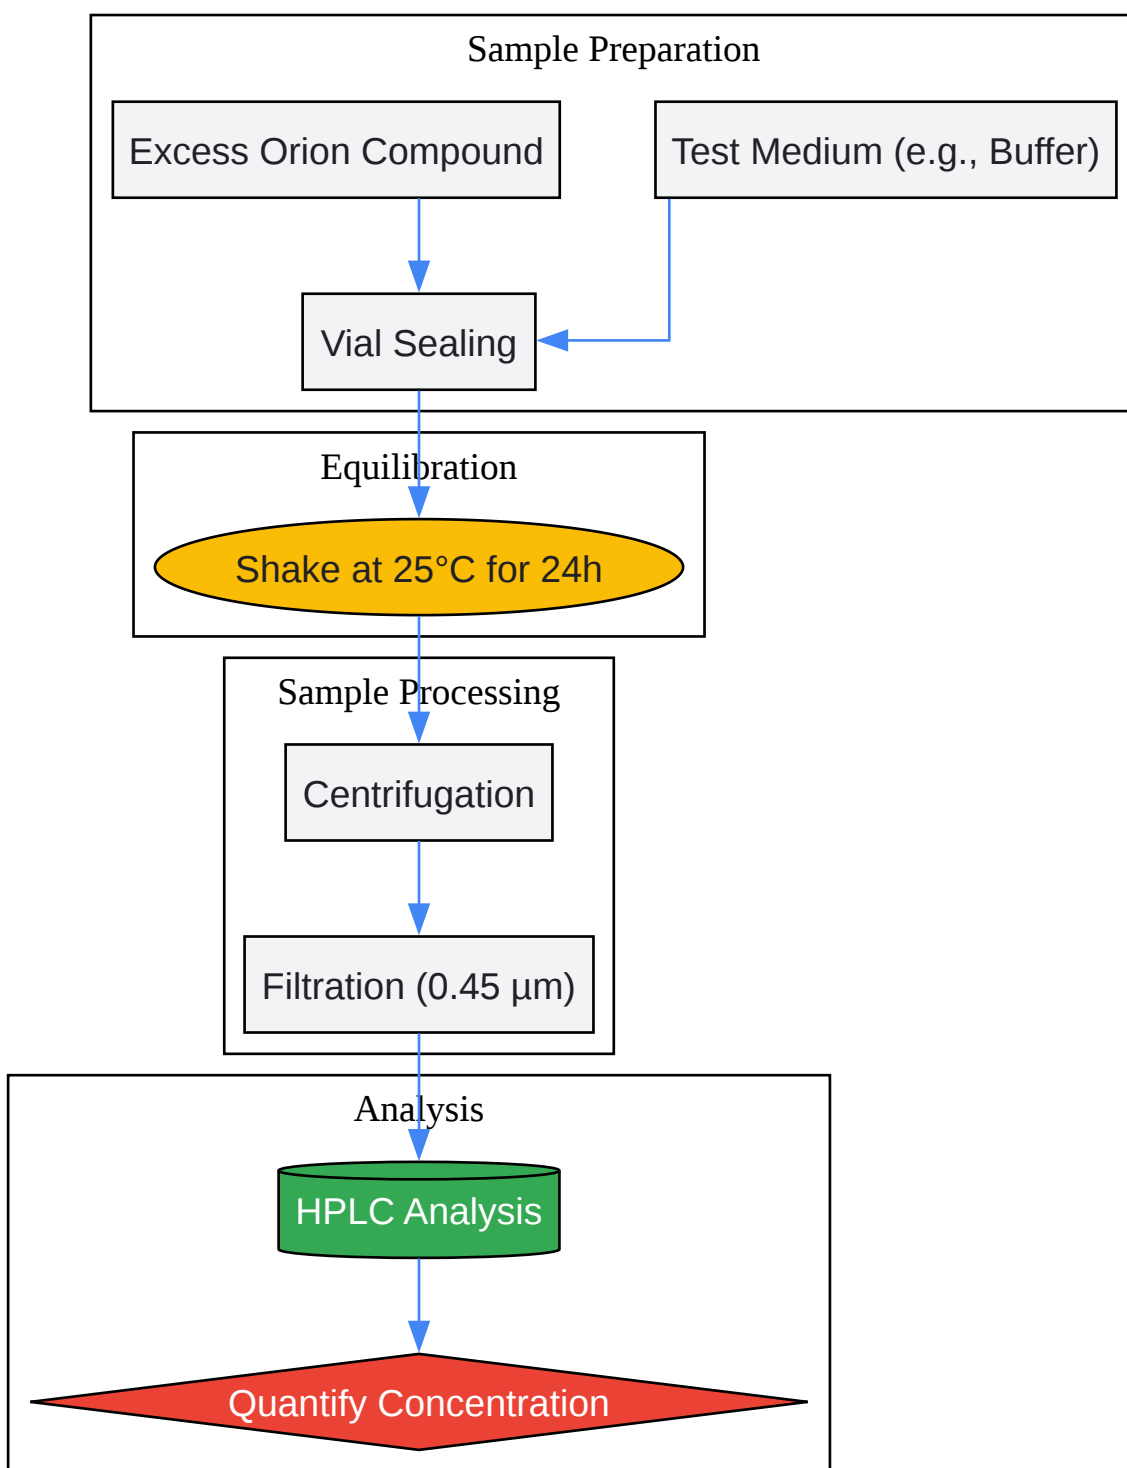 Sample Preparation
Excess Orion Compound
Test Medium (e.g., Buffer)
Vial Sealing
Equilibration
Shake at 25°C for 24h
Sample Processing
Centrifugation
Filtration (0.45 µm)
Analysis
HPLC Analysis
Quantify Concentration